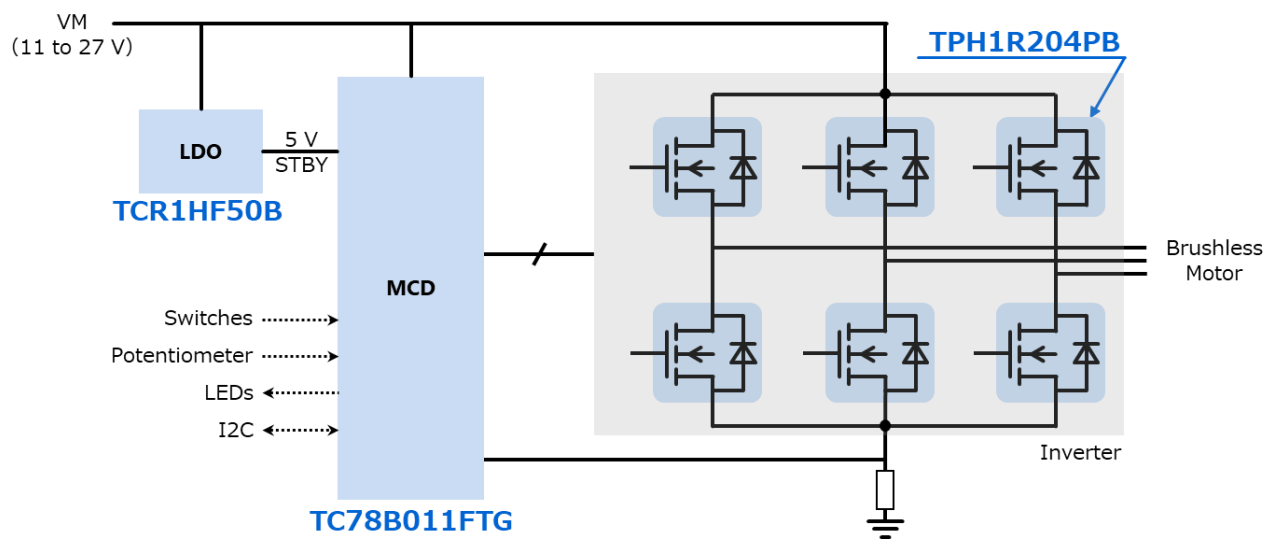 VM
(11 to 27 V)
TPH1R204PB
LDO
5 V
STBY
TCR1HF50B
MCD
Brushless
Motor
Switches
Potentiometer
LEDs
I2C
Inverter
TC78B011FTG